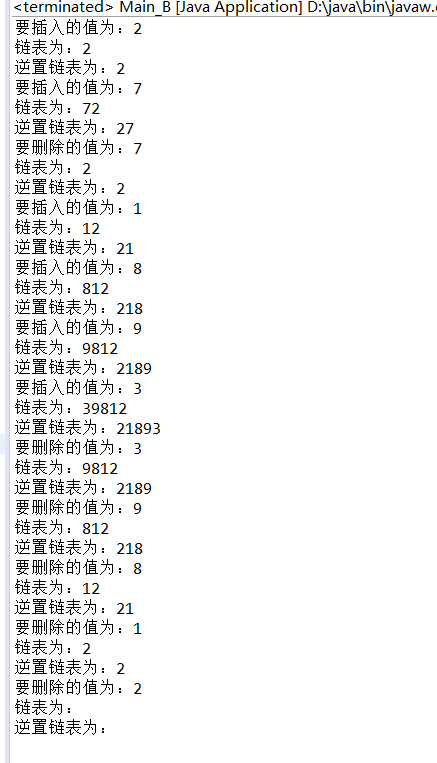 <terminated> Main_B [Java Application] D:\java\bin\javaw.
要插入的值为：2
链表为：2
逆置链表为：2
要插入的值为：7
链表为：72
逆置链表为：27
要删除的值为：7
链表为：2
逆置链表为：2
要插入的值为：1
链表为：12
逆置链表为：21
要插入的值为：8
链表为：812
逆置链表为：218
要插入的值为：9
链表为：9812
逆置链表为：2189
要插入的值为：3
链表为：39812
逆置链表为：21893
要删除的值为：3
链表为：9812
逆置链表为：2189
要删除的值为：9
链表为：812
逆置链表为：218
要删除的值为：8
链表为：12
逆置链表为：21
要删除的值为：1
链表为：2
逆置链表为：2
要删除的值为：2
链表为：
逆置链表为：